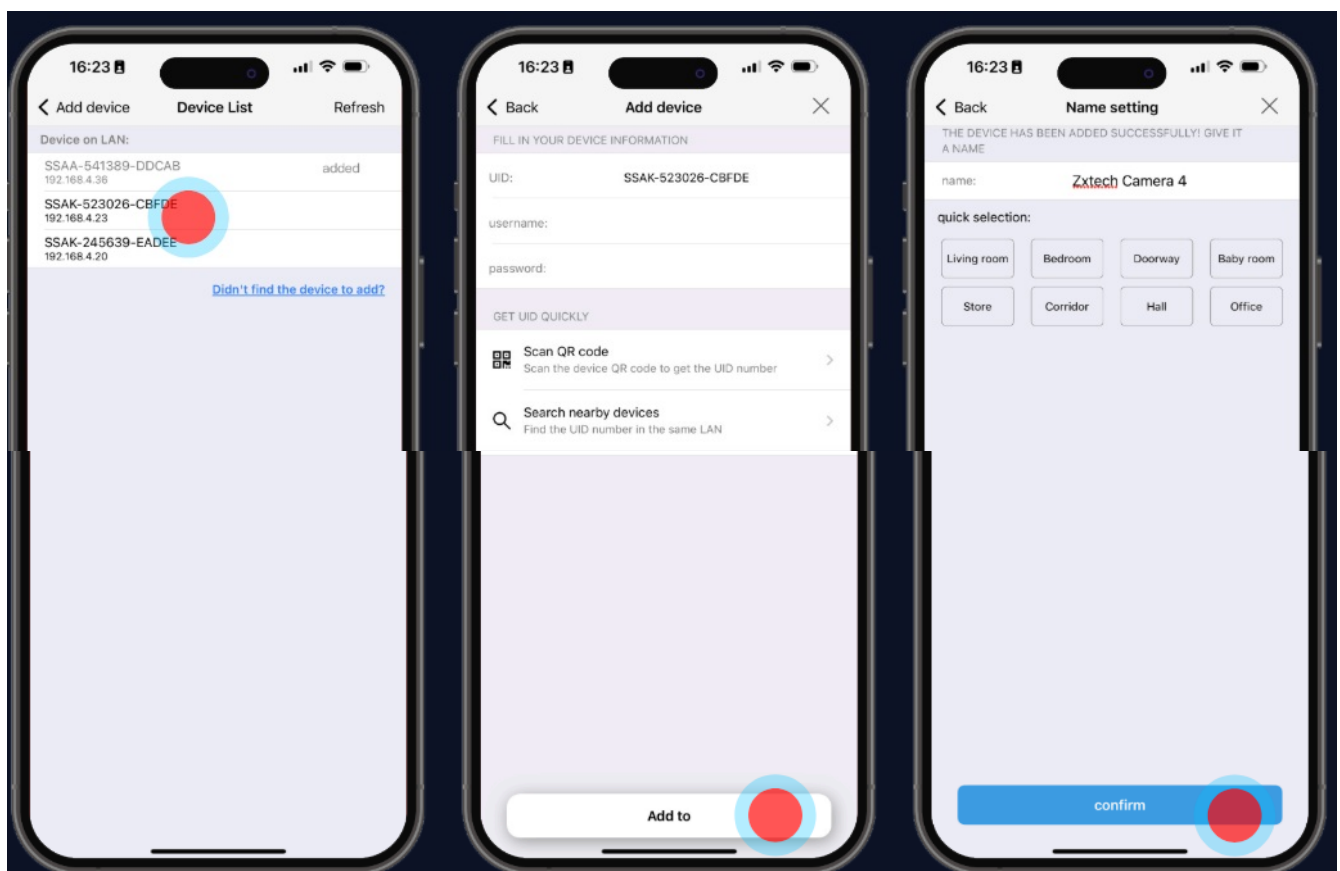 16:23
Add device
Device List
Refresh
Device on LAN:
SSAA-541389-DDCAB
added
192.168.4.36
SSAK-523026-CBFDE
192.168.4.23
SSAK-245639-EADEE
192.168.4.20
Didn't find the device to add?
16:23
Back
Add device
FILL IN YOUR DEVICE INFORMATION
UID:
SSAK-523026-CBFDE
username:
password:
GET UID QUICKLY
Scan QR code
Scan the device QR code to get the UID number
Search nearby devices
Find the UID number in the same LAN
Add to
16:23
Back
Name setting
THE DEVICE HAS BEEN ADDED SUCCESSFULLY! GIVE IT
A NAME
name:
Zxtech Camera 4
quick selection:
Living room
Bedroom
Doorway
Baby room
Store
Corridor
Hall
Office
confirm